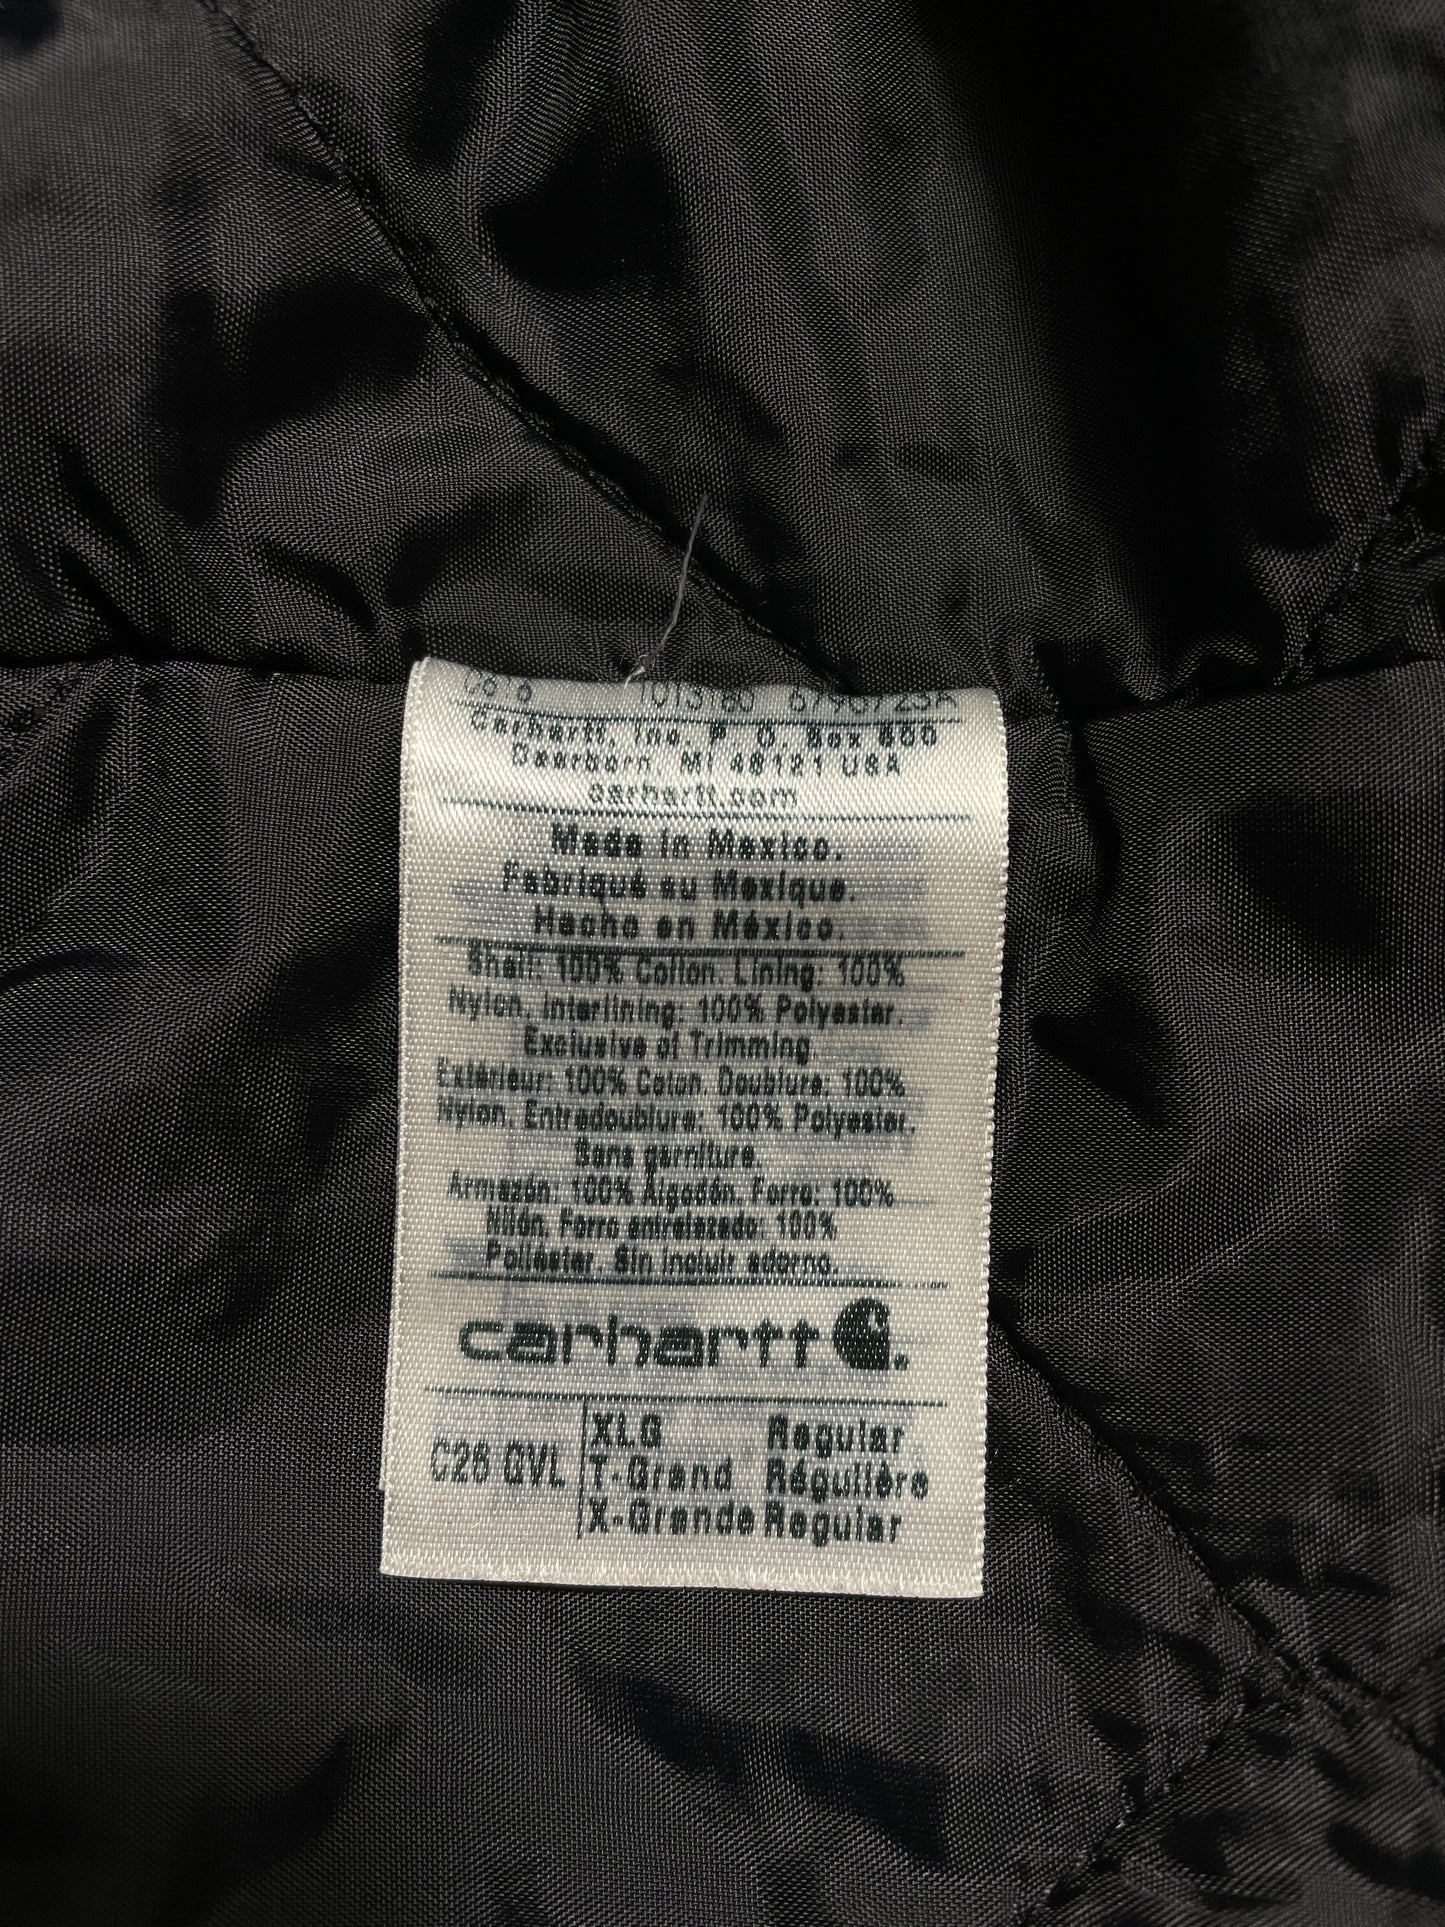 Carhartt, Inc. P. O. Box 600
Dearborn, MI 48121 USA
carhartt.com
Made in Mexico.
Fabriqué au Mexique.
Hecho en México.
Shell: 100% Cotton. Lining: 100%
Nylon. Interlining: 100% Polyester.
Exclusive of Trimming
Extérieur: 100% Coton. Doublure: 100%
Nylon. Entredoublure: 100% Polyester.
Sans garniture.
Armazón: 100% Algodón. Forro: 100%
Nilón. Forro entrelazado: 100%
Poliéster. Sin incluir adorno.
carhartt
C26 GVL XLG Regular
T-Grand Régulière
X-Grande Regular